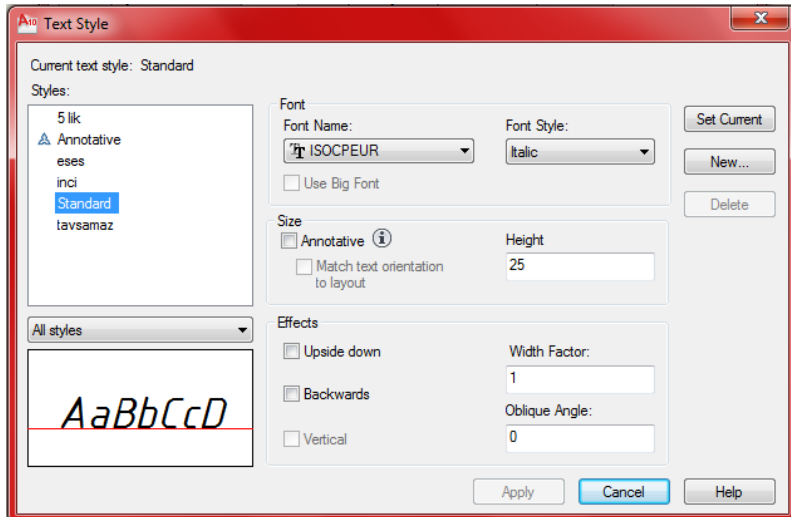 A10 Text Style
Current text style: Standard
Styles:
5 lik
Annotative
eses
inci
Standard
tavsamaz
All styles
AaBbCcD
Font
Font Name:
ISOCPEUR
Use Big Font
Font Style:
Italic
Size
Annotative
Match text orientation
to layout
Height
25
Effects
Upside down
Backwards
Vertical
Width Factor:
1
Oblique Angle:
0
Set Current
New...
Delete
Apply
Cancel
Help